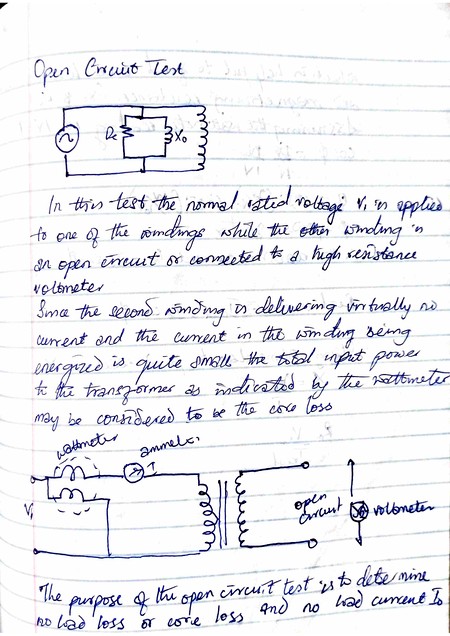 Open Circuit Test
Rc
X₀
In this test the normal rated voltage V₁ is applied
to one of the windings while the other winding is
an open circuit or connected to a high resistance
voltmeter
Since the second winding is delivering virtually no
current and the current in the winding being
energized is quite small the total input power
to the transformer as indicated by the wattmeter
may be considered to be the core loss
wattmeter
ammeter
V₁
open
circuit
voltmeter
The purpose of the open circuit test is to determine
no load loss or core loss and no load current I₀